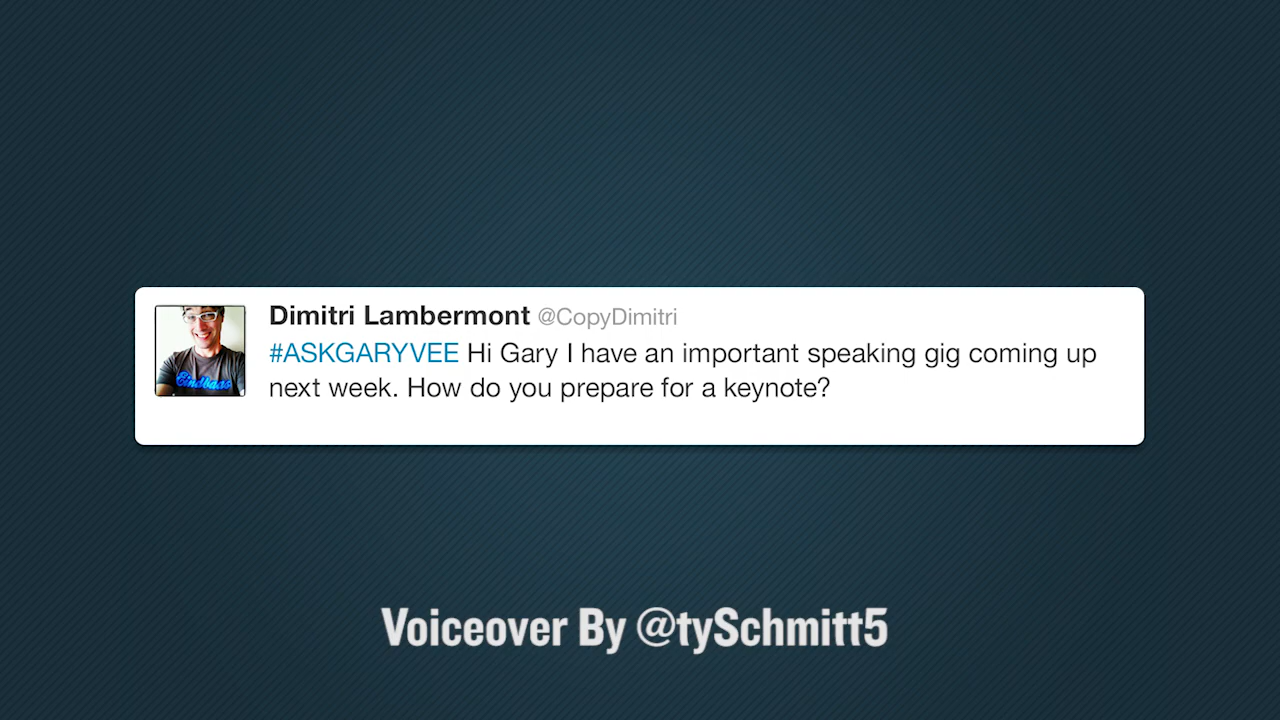 Dimitri Lambermont @CopyDimitri
#ASKGARYVEE Hi Gary I have an important speaking gig coming up
next week. How do you prepare for a keynote?
Eindbaas
Voiceover By @tySchmitt5